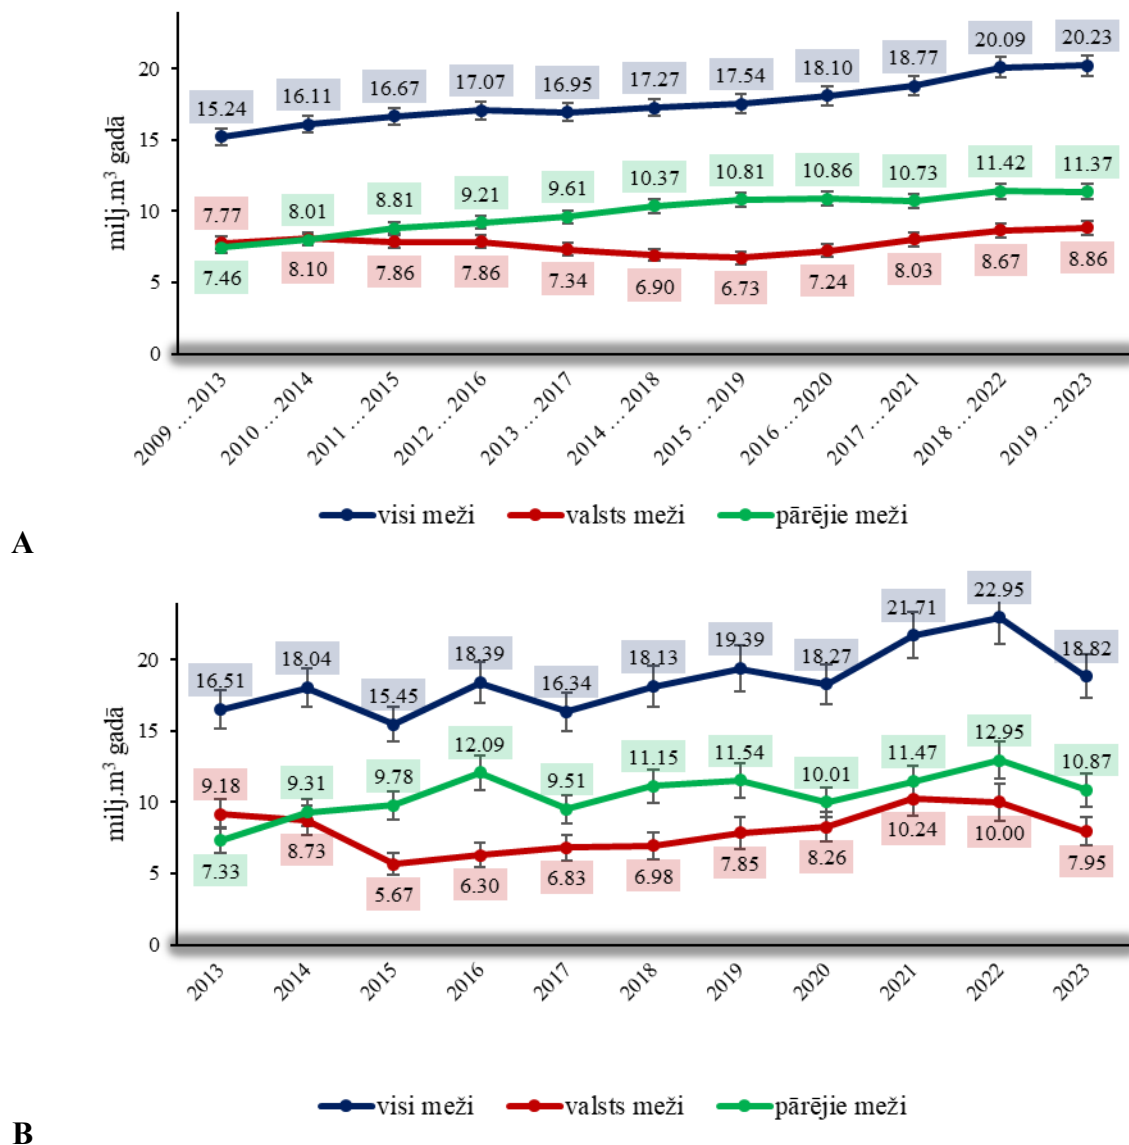 20.09 20.23
18.77
18.10
17.07 16.95 17.27 17.54
16.11 16.67
15.24
20
15
10
5
0
milj.m³ gadā
7.77 8.01 8.81 9.21 9.61 10.37 10.81 10.86 10.73 11.42 11.37
7.46 8.10 7.86 7.86 7.34 6.90 6.73 7.24 8.03 8.67 8.86
2009 … 2013
2010 … 2014
2011 … 2015
2012 … 2016
2013 … 2017
2014 … 2018
2015 … 2019
2016 … 2020
2017 … 2021
2018 … 2022
2019 … 2023
visi meži valsts meži pārējie meži
A
16.51 18.04 15.45 18.39 16.34 18.13 19.39 18.27 21.71 22.95 18.82
20
15
10
5
0
milj.m³ gadā
9.18 9.31 9.78 12.09 9.51 11.15 11.54 10.01 11.47 12.95 10.87
7.33 8.73 5.67 6.30 6.83 6.98 7.85 8.26 10.24 10.00 7.95
2013
2014
2015
2016
2017
2018
2019
2020
2021
2022
2023
visi meži valsts meži pārējie meži
B